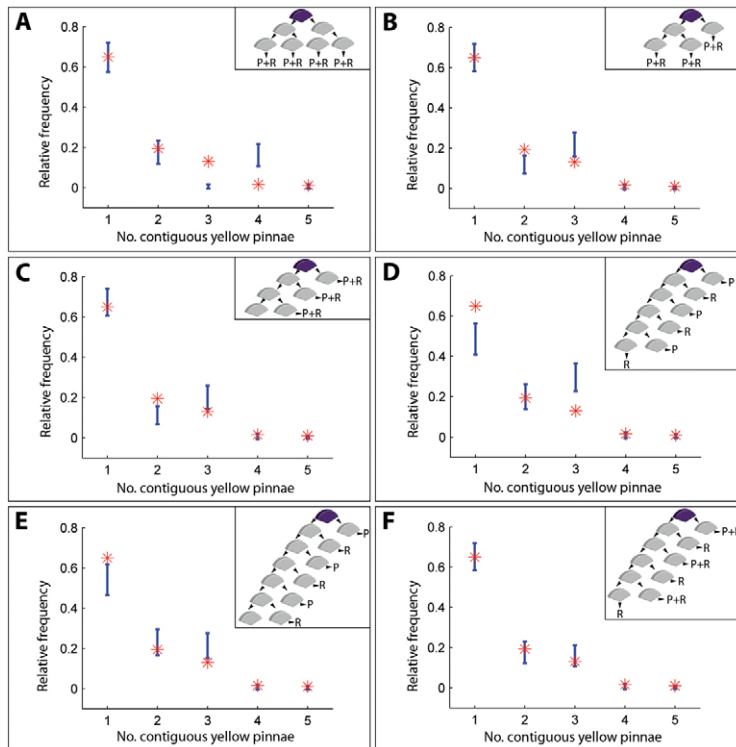 A
0.8
0.6
0.4
0.2
0
Relative frequency
1 2 3 4 5
No. contiguous yellow pinnae
P+R P+R P+R P+R
B
0.8
0.6
0.4
0.2
0
Relative frequency
1 2 3 4 5
No. contiguous yellow pinnae
P+R
P+R P+R
C
0.8
0.6
0.4
0.2
0
Relative frequency
1 2 3 4 5
No. contiguous yellow pinnae
P+R
P+R
P+R
D
0.8
0.6
0.4
0.2
0
Relative frequency
1 2 3 4 5
No. contiguous yellow pinnae
P
R
P
R
P
R
E
0.8
0.6
0.4
0.2
0
Relative frequency
1 2 3 4 5
No. contiguous yellow pinnae
P
R
P
R
P
R
F
0.8
0.6
0.4
0.2
0
Relative frequency
1 2 3 4 5
No. contiguous yellow pinnae
P+R
R
P+R
R
P+R
R